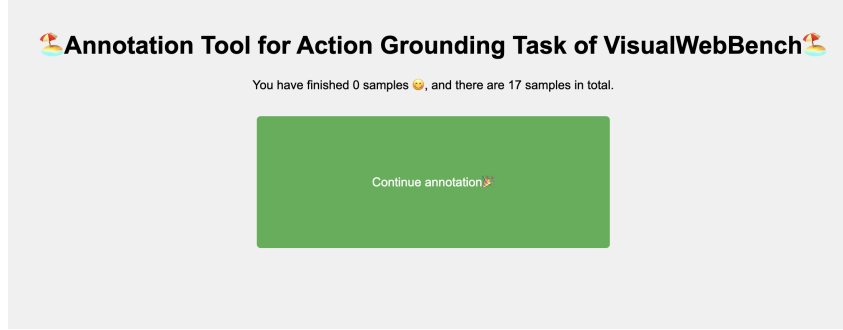 🏖️Annotation Tool for Action Grounding Task of VisualWebBench🏖️
You have finished 0 samples 😋, and there are 17 samples in total.
Continue annotation🎉